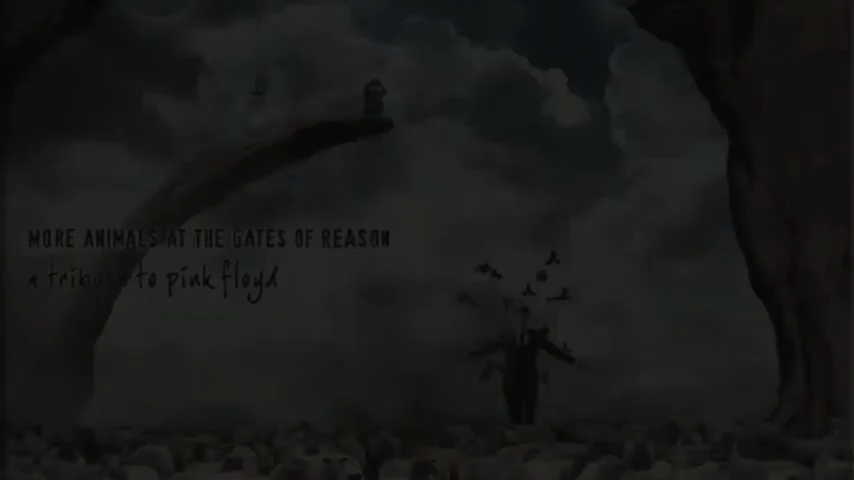 MORE ANIMALS AT THE GATES OF REASON
a tribute to pink floyd